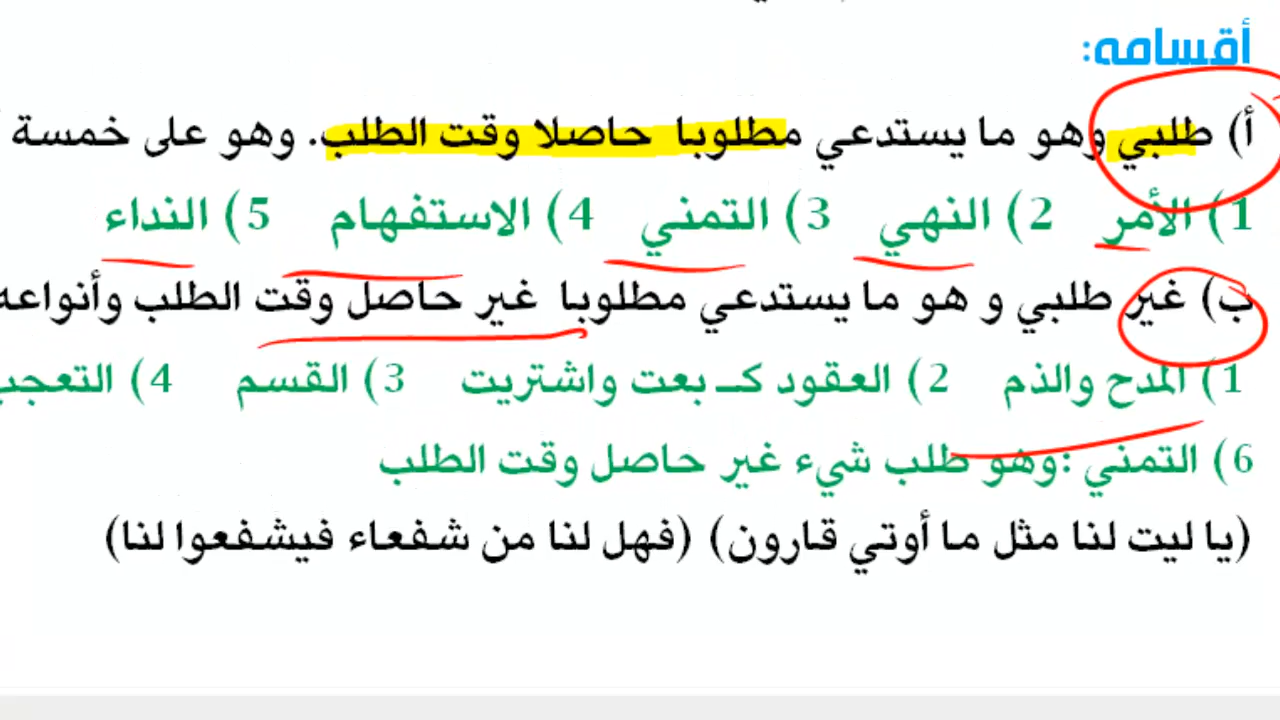 أقسامه:
أ) طلبي وهو ما يستدعي مطلوبا حاصلا وقت الطلب. وهو على خمسة
1) الأمر 2) النهي 3) التمني 4) الاستفهام 5) النداء
ب) غير طلبي و هو ما يستدعي مطلوبا غير حاصل وقت الطلب وأنواعه
1) المدح والذم 2) العقود كـ بعت واشتريت 3) القسم 4) التعجب
6) التمني :وهو طلب شيء غير حاصل وقت الطلب
(يا ليت لنا مثل ما أوتي قارون) (فهل لنا من شفعاء فيشفعوا لنا)